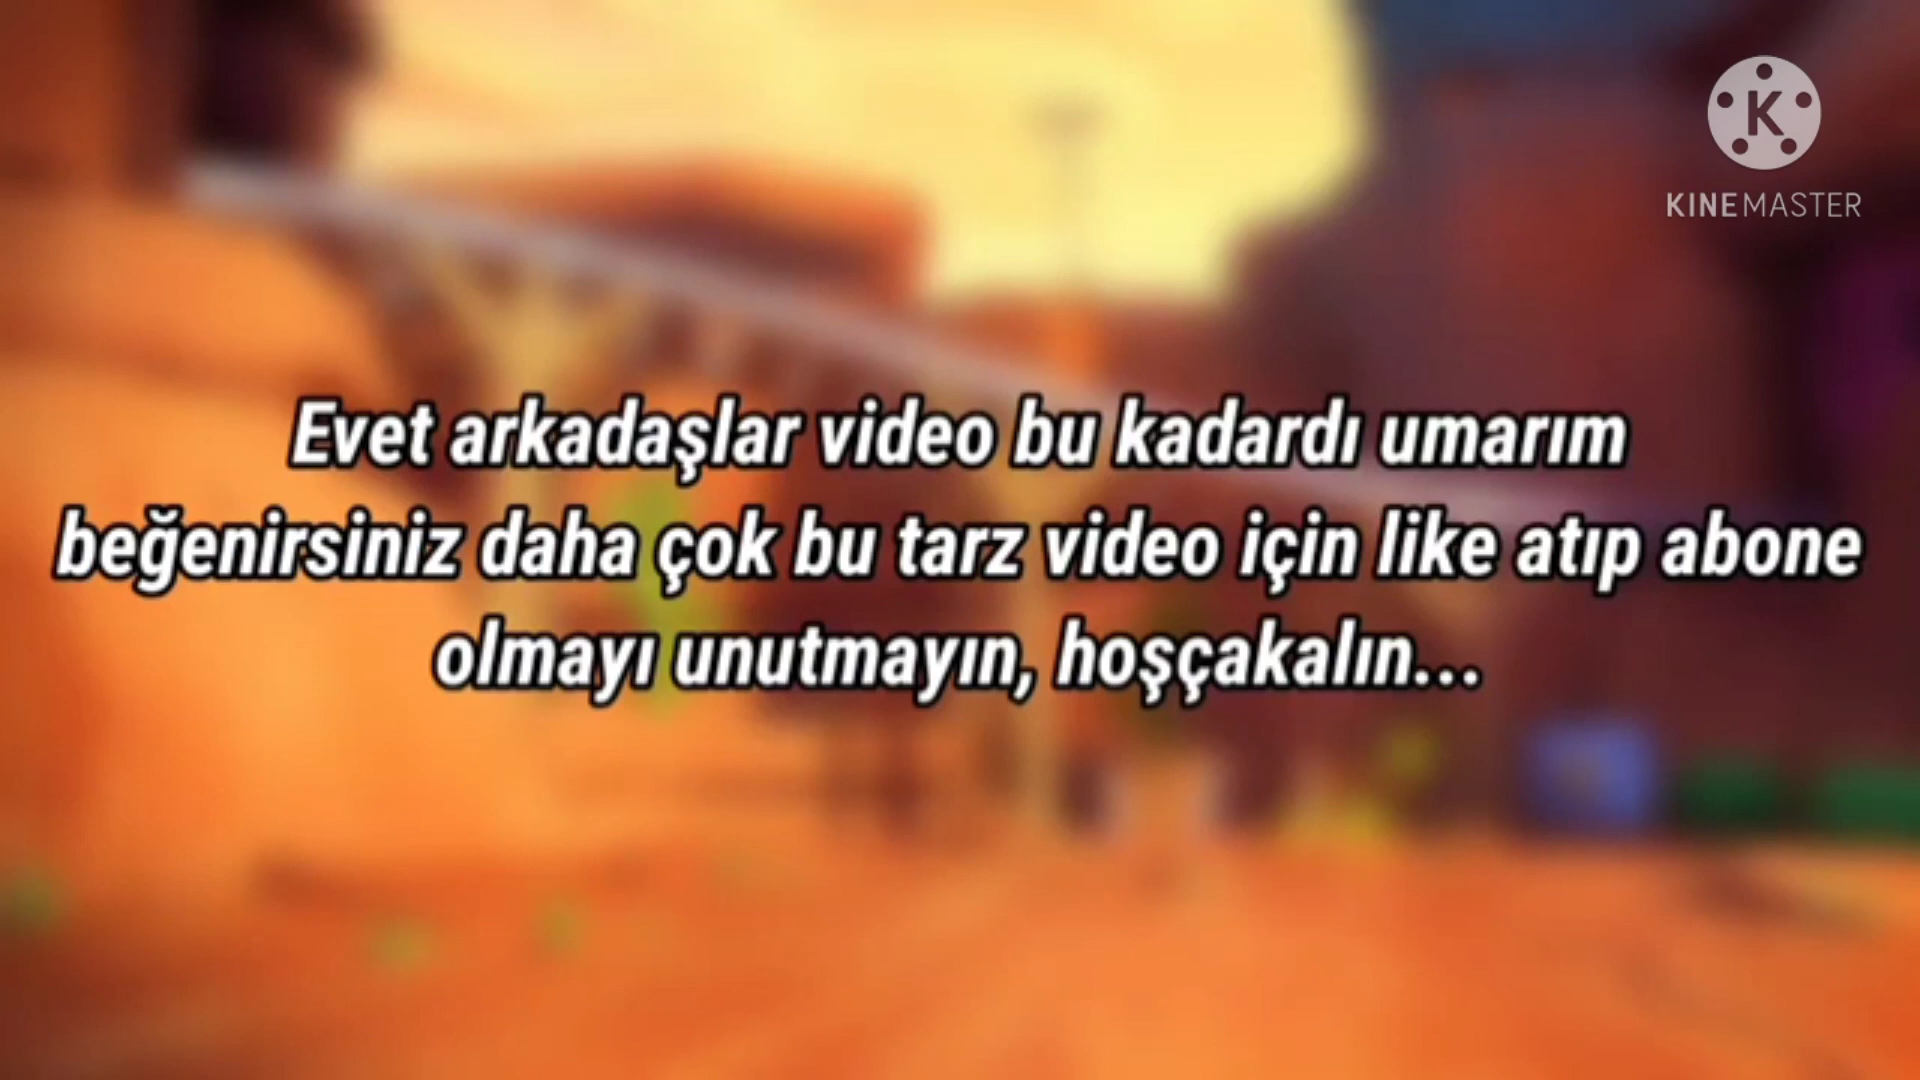 K
KINEMASTER
Evet arkadaşlar video bu kadardı umarım
beğenirsiniz daha çok bu tarz video için like atıp abone
olmayı unutmayın, hoşçakalın...